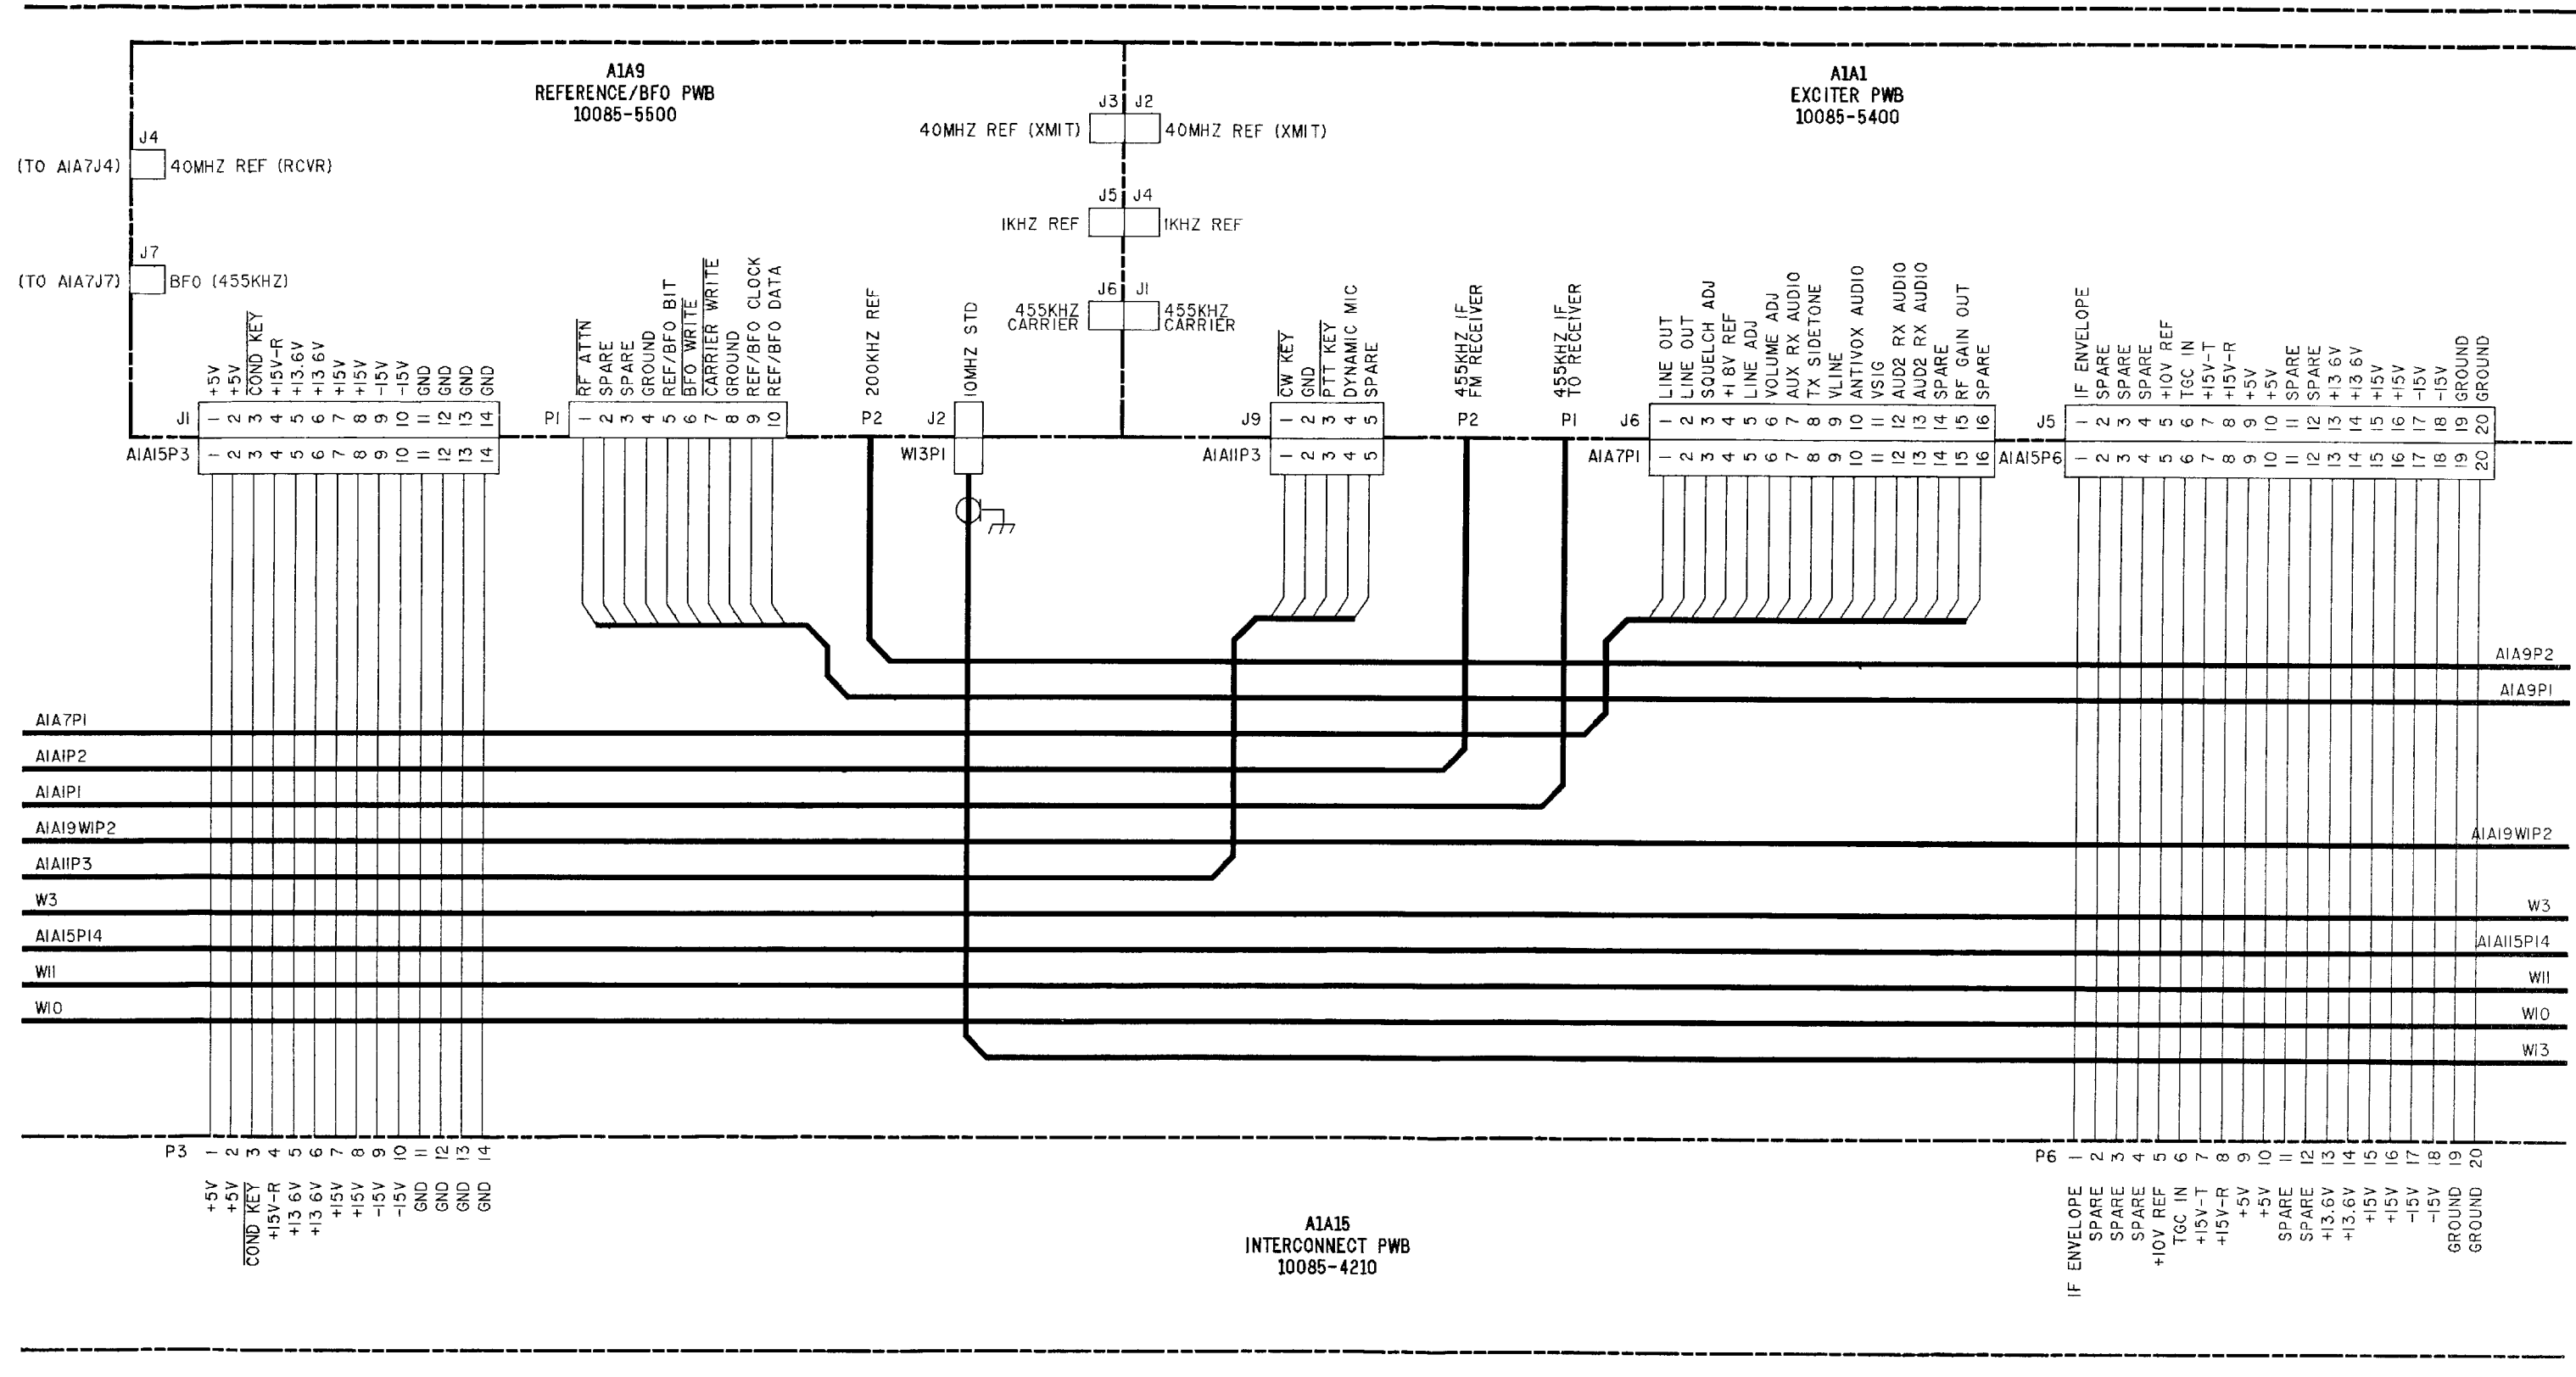 A1A9
REFERENCE/BFO PWB
10085-5500
A1A1
EXCITER PWB
10085-5400
J3 J2
40MHZ REF (XMIT) 40MHZ REF (XMIT)
J4
(TO A1A7J4) 40MHZ REF (RCVR)
J5 J4
1KHZ REF 1KHZ REF
J7
(TO A1A7J7) BFO (455KHZ)
J6 J1
455KHZ CARRIER
455KHZ CARRIER
J1
+5V
+5V
COND KEY
+15V-R
+13.6V
+13 6V
+15V
+15V
-15V
-15V
GND
GND
GND
GND
1 2 3 4 5 6 7 8 9 10 11 12 13 14
A1A15P3
1 2 3 4 5 6 7 8 9 10 11 12 13 14
P1
RF ATTN
SPARE
SPARE
GROUND
REF/BFO BIT
BFO WRITE
CARRIER WRITE
GROUND
REF/BFO CLOCK
REF/BFO DATA
1 2 3 4 5 6 7 8 9 10
200KHZ REF
P2
10MHZ STD
J2
W13P1
J9
CW KEY
GND
PTT KEY
DYNAMIC MIC
SPARE
1 2 3 4 5
A1A11P3
1 2 3 4 5
455KHZ IF
FM RECEIVER
P2
455KHZ IF
TO RECEIVER
P1
J6
LINE OUT
LINE OUT
SQUELCH ADJ
+1 8V REF
LINE ADJ
VOLUME ADJ
AUX RX AUDIO
TX SIDETONE
VLINE
ANTIVOX AUDIO
VSIG
AUD2 RX AUDIO
AUD2 RX AUDIO
SPARE
RF GAIN OUT
SPARE
1 2 3 4 5 6 7 8 9 10 11 12 13 14 15 16
A1A7P1
1 2 3 4 5 6 7 8 9 10 11 12 13 14 15 16
J5
IF ENVELOPE
SPARE
SPARE
SPARE
+10V REF
TGC IN
+15V-T
+15V-R
+5V
+5V
SPARE
SPARE
+13 6V
+13 6V
+15V
+15V
-15V
-15V
GROUND
GROUND
1 2 3 4 5 6 7 8 9 10 11 12 13 14 15 16 17 18 19 20
A1A15P6
1 2 3 4 5 6 7 8 9 10 11 12 13 14 15 16 17 18 19 20
A1A9P2
A1A9P1
A1A7P1
A1A1P2
A1A1P1
A1A19W1P2 A1A19W1P2
A1A11P3
W3 W3
A1A15P14 A1A115P14
W11 W11
W10 W10
W13
P3 1 2 3 4 5 6 7 8 9 10 11 12 13 14
+5V
+5V
COND KEY
+15V-R
+13 6V
+13 6V
+15V
+15V
-15V
-15V
GND
GND
GND
GND
P6 1 2 3 4 5 6 7 8 9 10 11 12 13 14 15 16 17 18 19 20
IF ENVELOPE
SPARE
SPARE
SPARE
+10V REF
TGC IN
+15V-T
+15V-R
+5V
+5V
SPARE
SPARE
+13.6V
+13.6V
+15V
+15V
-15V
-15V
GROUND
GROUND
A1A15
INTERCONNECT PWB
10085-4210